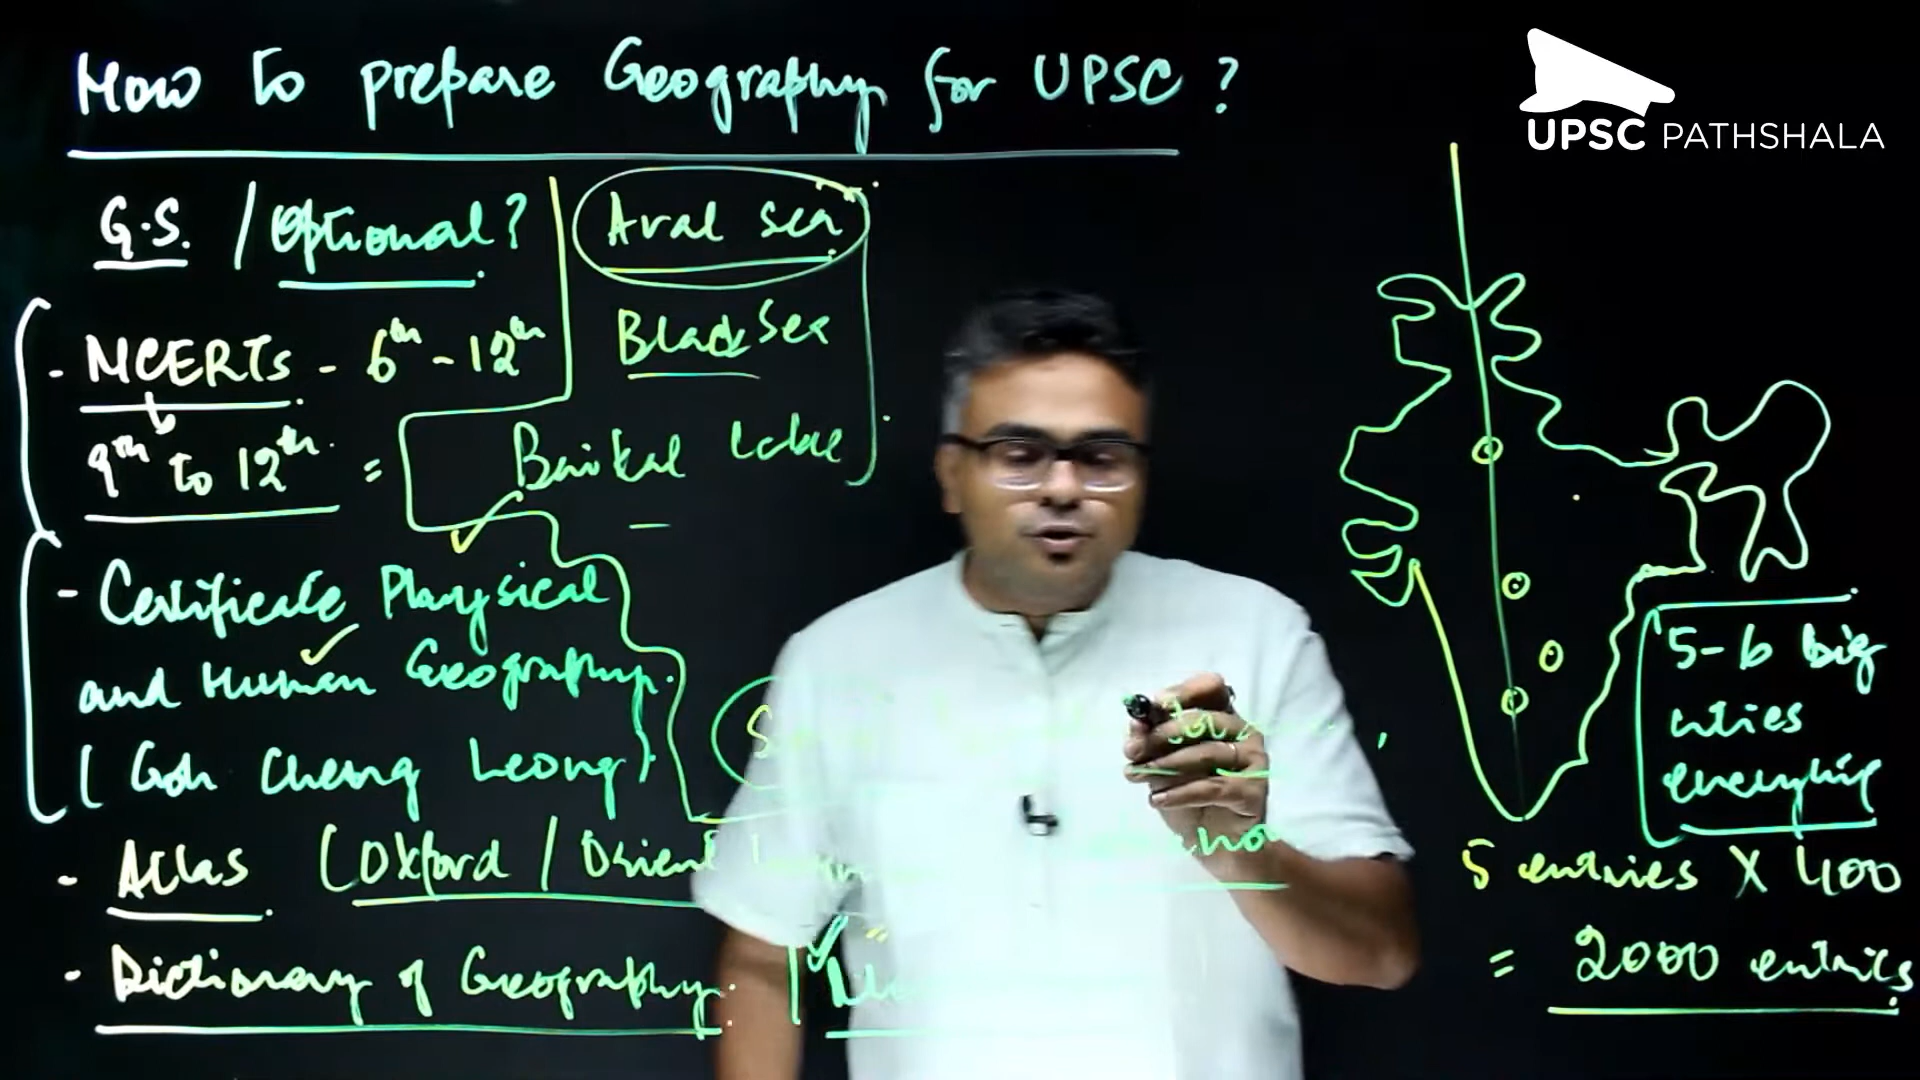 How to prepare Geography for UPSC ?
UPSC PATHSHALA
G.S. / Optional ?
Aral Sea
Black Sea
- NCERTs - 6th - 12th
9th to 12th =
Baikal Lake
- Certificate Physical
and Human Geography.
( Goh Cheng Leong)
- Atlas (Oxford / Orient
- Dictionary of Geography.
5-6 big
cities
everything
5 entries X 400
= 2000 entries